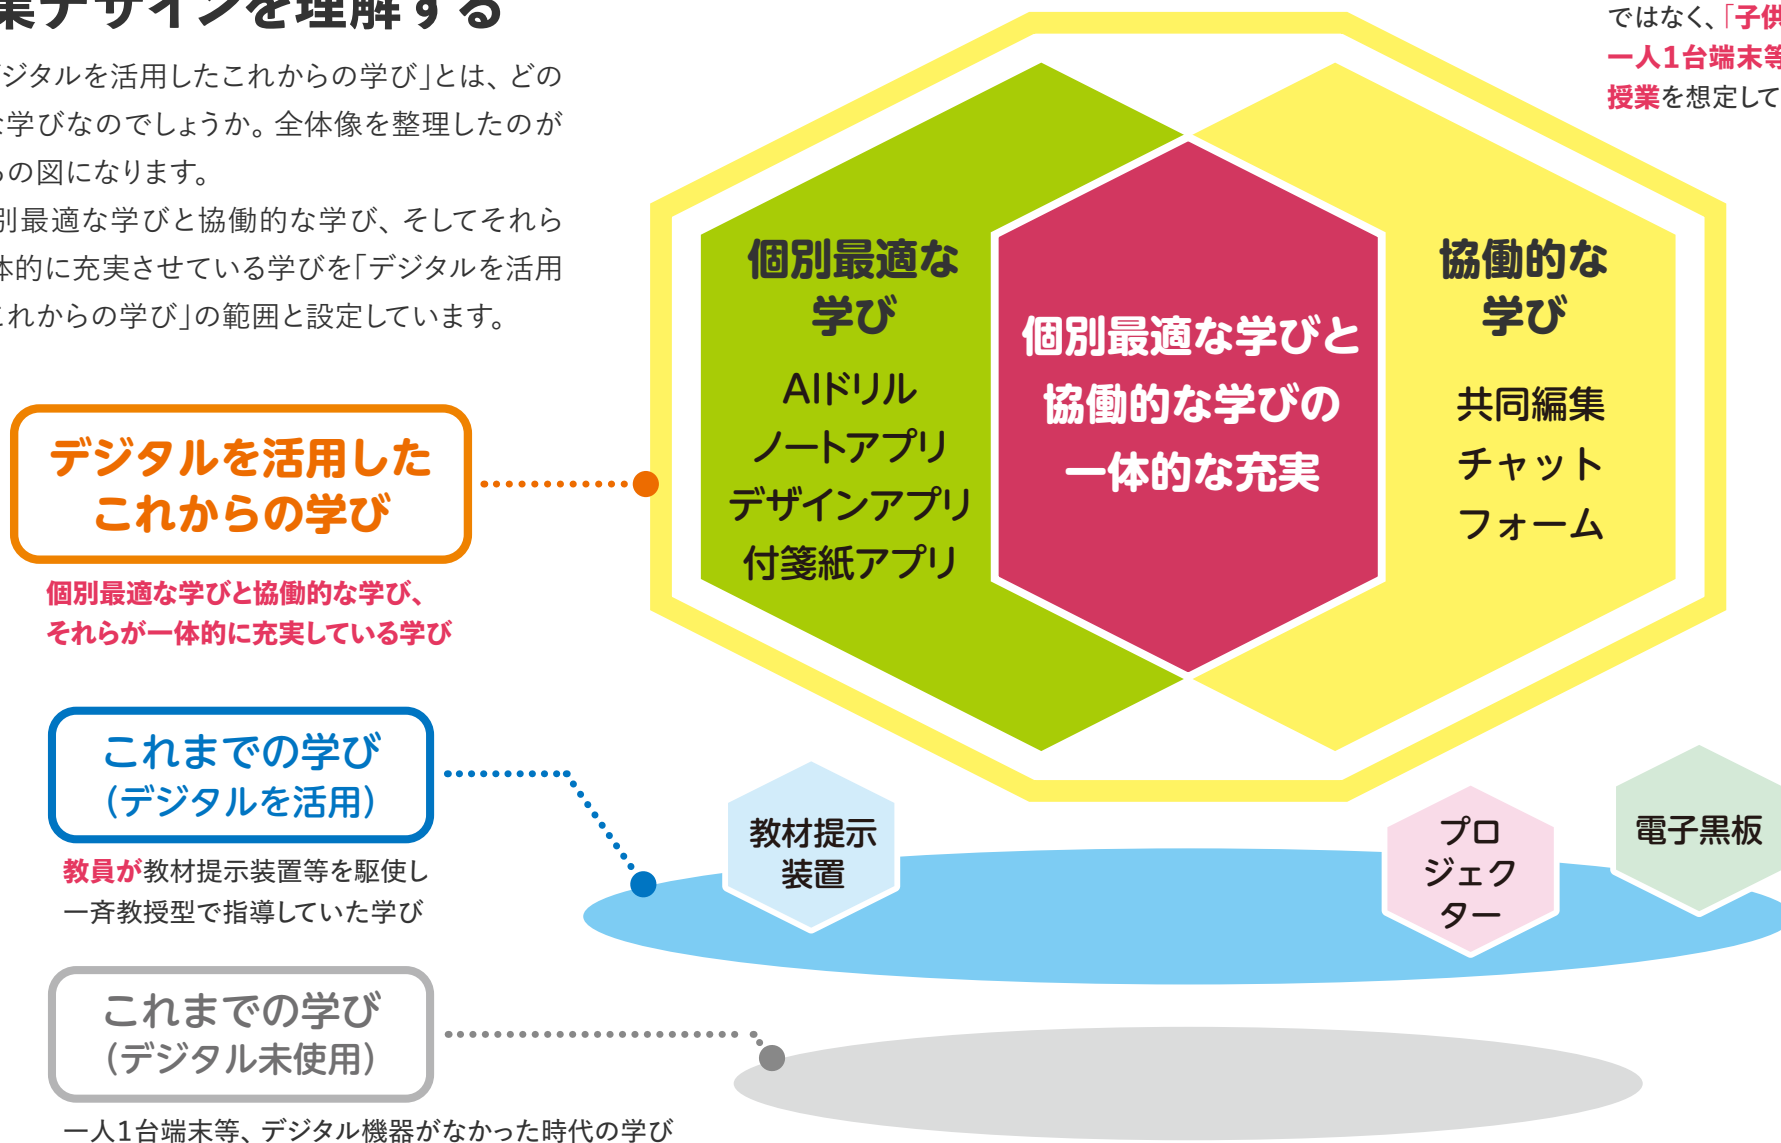 業デザインを理解する
ジタルを活用したこれからの学び」とは、どの
な学びなのでしょうか。全体像を整理したのが
らの図になります。
別最適な学びと協働的な学び、そしてそれら
体的に充実させている学びを「デジタルを活用
これからの学び」の範囲と設定しています。
ではなく、「子供
一人1台端末等
授業を想定して
個別最適な
学び
AIドリル
ノートアプリ
デザインアプリ
付箋紙アプリ
個別最適な学びと
協働的な学びの
一体的な充実
協働的な
学び
共同編集
チャット
フォーム
デジタルを活用した
これからの学び
個別最適な学びと協働的な学び、
それらが一体的に充実している学び
これまでの学び
(デジタルを活用)
教員が教材提示装置等を駆使し
一斉教授型で指導していた学び
教材提示
装置
プロ
ジェク
ター
電子黒板
これまでの学び
(デジタル未使用)
一人1台端末等、デジタル機器がなかった時代の学び